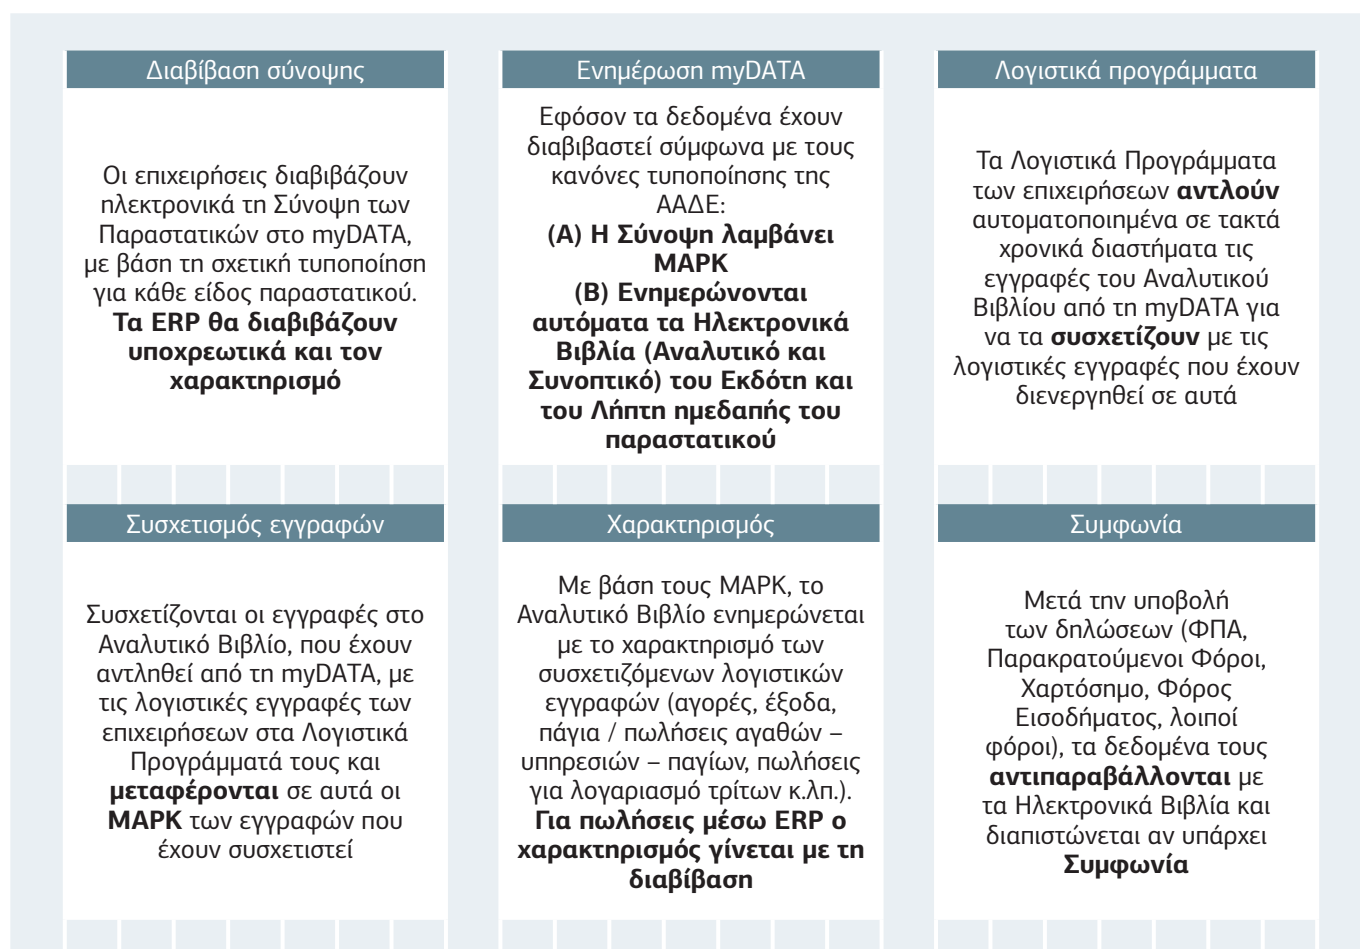 Διαβίβαση σύνοψης
Οι επιχειρήσεις διαβιβάζουν
ηλεκτρονικά τη Σύνοψη των
Παραστατικών στο myDATA,
με βάση τη σχετική τυποποίηση
για κάθε είδος παραστατικού.
Τα ERP θα διαβιβάζουν
υποχρεωτικά και τον
χαρακτηρισμό
Ενημέρωση myDATA
Εφόσον τα δεδομένα έχουν
διαβιβαστεί σύμφωνα με τους
κανόνες τυποποίησης της
ΑΑΔΕ:
(Α) Η Σύνοψη λαμβάνει
ΜΑΡΚ
(Β) Ενημερώνονται
αυτόματα τα Ηλεκτρονικά
Βιβλία (Αναλυτικό και
Συνοπτικό) του Εκδότη και
του Λήπτη ημεδαπής του
παραστατικού
Λογιστικά προγράμματα
Τα Λογιστικά Προγράμματα
των επιχειρήσεων αντλούν
αυτοματοποιημένα σε τακτά
χρονικά διαστήματα τις
εγγραφές του Αναλυτικού
Βιβλίου από τη myDATA για
να τα συσχετίζουν με τις
λογιστικές εγγραφές που έχουν
διενεργηθεί σε αυτά
Συσχετισμός εγγραφών
Συσχετίζονται οι εγγραφές στο
Αναλυτικό Βιβλίο, που έχουν
αντληθεί από τη myDATA, με
τις λογιστικές εγγραφές των
επιχειρήσεων στα Λογιστικά
Προγράμματά τους και
μεταφέρονται σε αυτά οι
ΜΑΡΚ των εγγραφών που
έχουν συσχετιστεί
Χαρακτηρισμός
Με βάση τους ΜΑΡΚ, το
Αναλυτικό Βιβλίο ενημερώνεται
με το χαρακτηρισμό των
συσχετιζόμενων λογιστικών
εγγραφών (αγορές, έξοδα,
πάγια / πωλήσεις αγαθών –
υπηρεσιών – παγίων, πωλήσεις
για λογαριασμό τρίτων κ.λπ.).
Για πωλήσεις μέσω ERP ο
χαρακτηρισμός γίνεται με τη
διαβίβαση
Συμφωνία
Μετά την υποβολή
των δηλώσεων (ΦΠΑ,
Παρακρατούμενοι Φόροι,
Χαρτόσημο, Φόρος
Εισοδήματος, λοιποί
φόροι), τα δεδομένα τους
αντιπαραβάλλονται με
τα Ηλεκτρονικά Βιβλία και
διαπιστώνεται αν υπάρχει
Συμφωνία